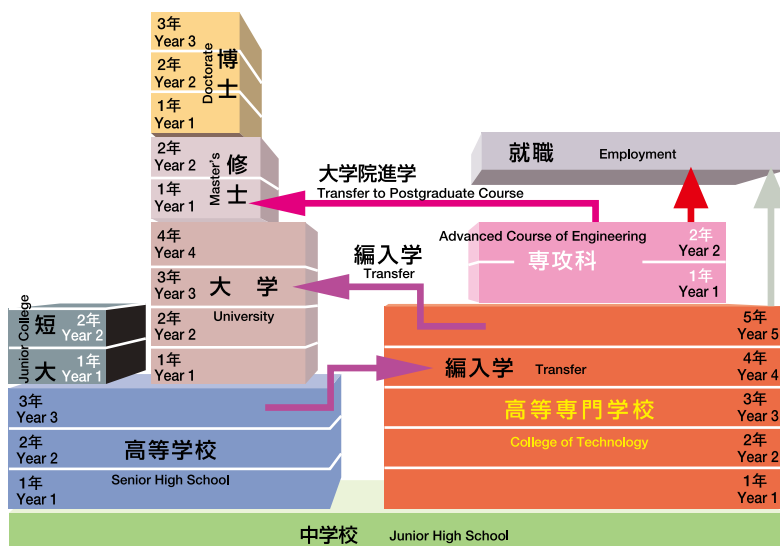 3年
Year 3
2年
Year 2
1年
Year 1
博士
Doctorate
2年
Year 2
1年
Year 1
修士
Master's
大学院進学
Transfer to Postgraduate Course
就職 Employment
4年
Year 4
3年
Year 3
2年
Year 2
1年
Year 1
大学
University
編入学
Transfer
Advanced Course of Engineering
専攻科
2年
Year 2
1年
Year 1
短大
Junior College
2年
Year 2
1年
Year 1
5年
Year 5
4年
Year 4
3年
Year 3
2年
Year 2
1年
Year 1
編入学 Transfer
高等専門学校
College of Technology
3年
Year 3
2年
Year 2
1年
Year 1
高等学校
Senior High School
中学校 Junior High School